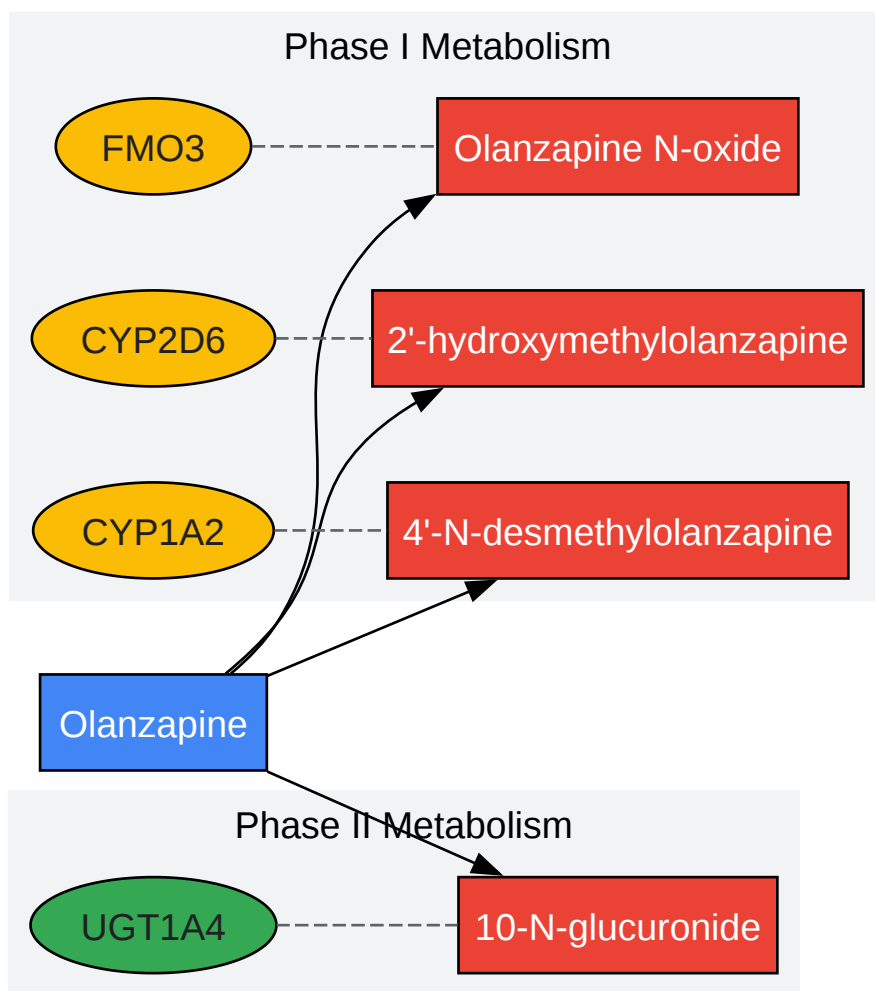 Phase I Metabolism
FMO3
Olanzapine N-oxide
CYP2D6
2'-hydroxymethylolanzapine
CYP1A2
4'-N-desmethylolanzapine
Olanzapine
Phase II Metabolism
UGT1A4
10-N-glucuronide